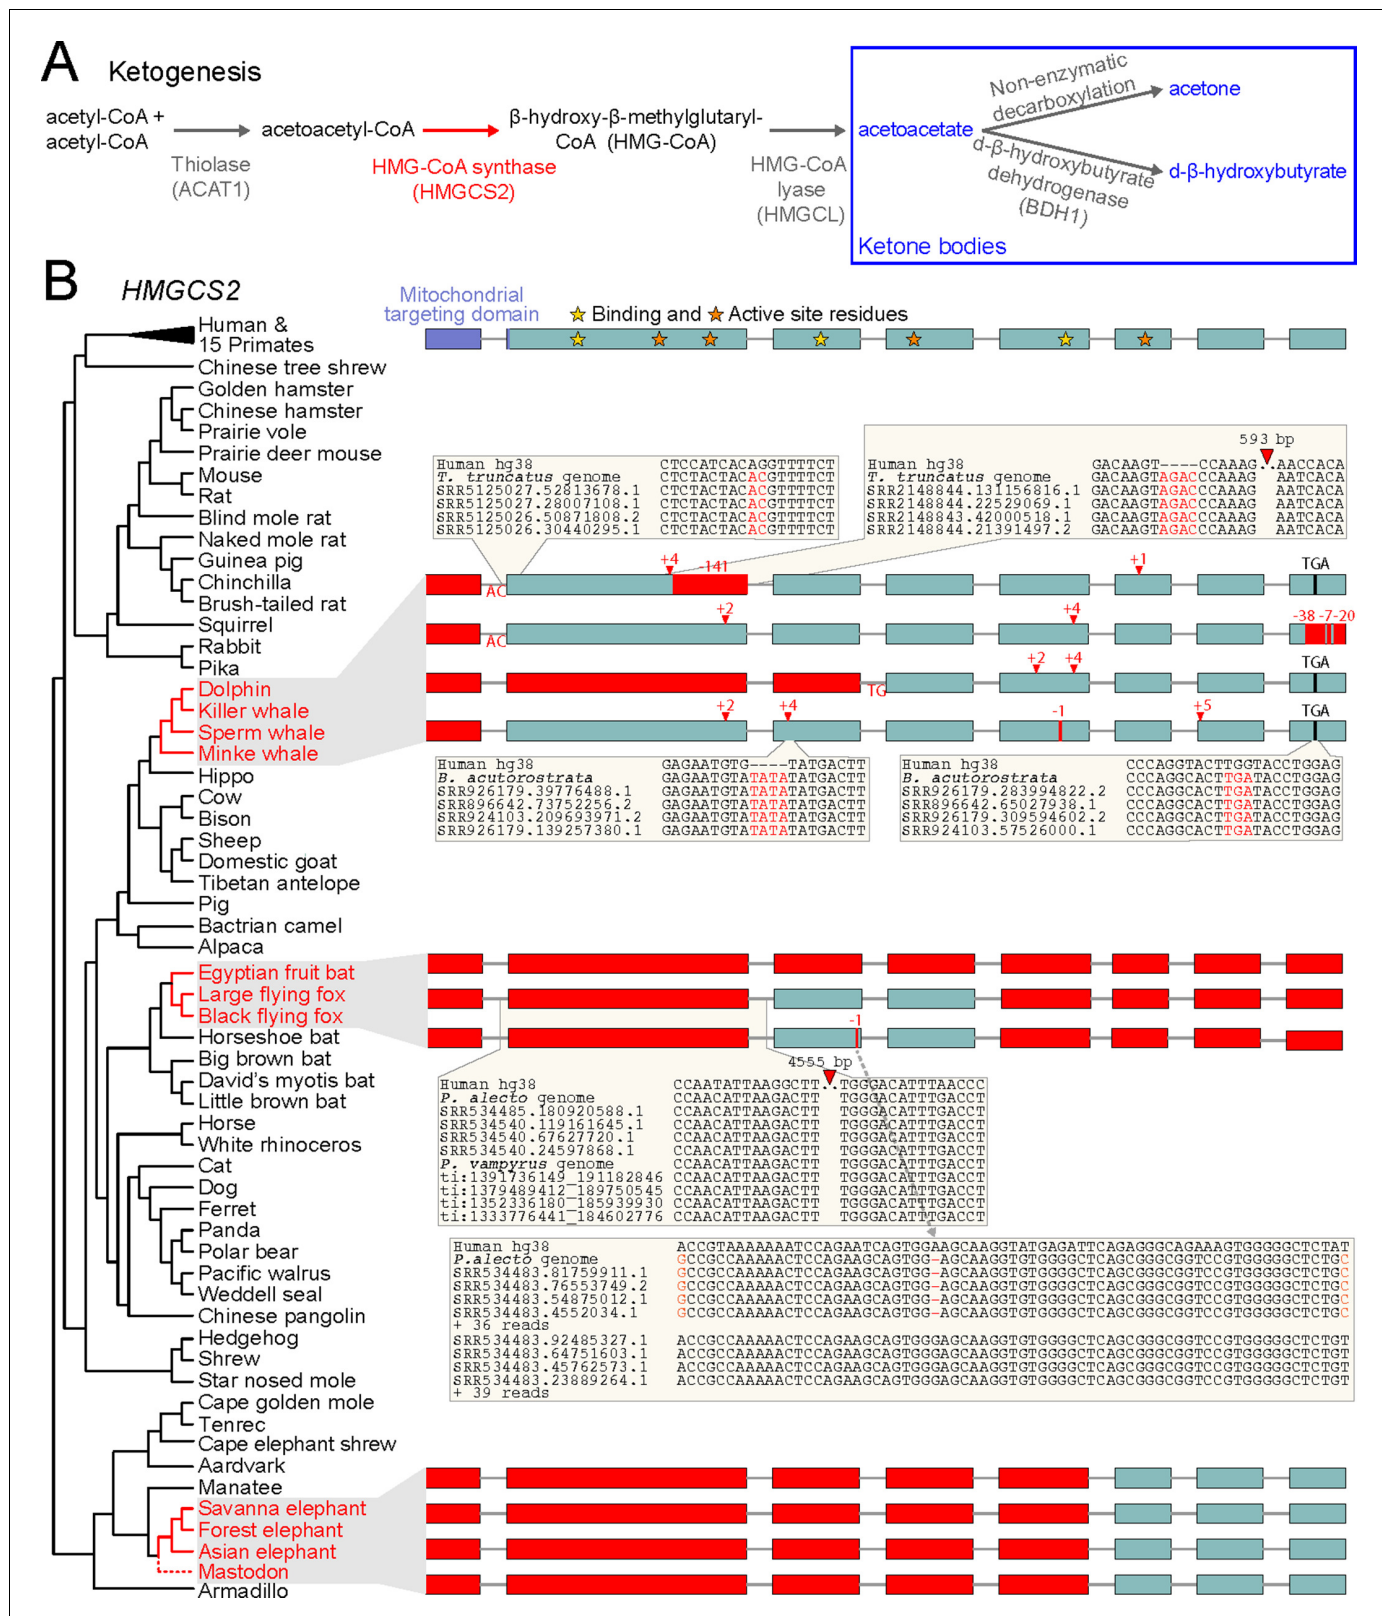 A Ketogenesis
acetyl-CoA +
acetyl-CoA
Thiolase
(ACAT1)
acetoacetyl-CoA
HMG-CoA synthase
(HMGCS2)
β-hydroxy-β-methylglutaryl-
CoA (HMG-CoA)
HMG-CoA
lyase
(HMGCL)
acetoacetate
Non-enzymatic
decarboxylation
acetone
d-β-hydroxybutyrate
dehydrogenase
(BDH1)
d-β-hydroxybutyrate
Ketone bodies
B HMGCS2
Mitochondrial
targeting domain
Binding and Active site residues
Human &
15 Primates
Chinese tree shrew
Golden hamster
Chinese hamster
Prairie vole
Prairie deer mouse
Mouse
Rat
Blind mole rat
Naked mole rat
Guinea pig
Chinchilla
Brush-tailed rat
Squirrel
Rabbit
Pika
Dolphin
Killer whale
Sperm whale
Minke whale
Hippo
Cow
Bison
Sheep
Domestic goat
Tibetan antelope
Pig
Bactrian camel
Alpaca
Egyptian fruit bat
Large flying fox
Black flying fox
Horseshoe bat
Big brown bat
David's myotis bat
Little brown bat
Horse
White rhinoceros
Cat
Dog
Ferret
Panda
Polar bear
Pacific walrus
Weddell seal
Chinese pangolin
Hedgehog
Shrew
Star nosed mole
Cape golden mole
Tenrec
Cape elephant shrew
Aardvark
Manatee
Savanna elephant
Forest elephant
Asian elephant
Mastodon
Armadillo
Human hg38 CTCCATCACAGGTTTTCT
T. truncatus genome CTCTACTACACGTTTTCT
SRR5125027.52813678.1 CTCTACTACACGTTTTCT
SRR5125027.28007108.1 CTCTACTACACGTTTTCT
SRR5125026.50871808.2 CTCTACTACACGTTTTCT
SRR5125026.30440295.1 CTCTACTACACGTTTTCT
593 bp
Human hg38 GACAAGT----CCAAAG..AACCACA
T. truncatus genome GACAAGTAGACCCAAAG AATCACA
SRR2148844.131156816.1 GACAAGTAGACCCAAAG AATCACA
SRR2148844.22529069.1 GACAAGTAGACCCAAAG AATCACA
SRR2148843.42000518.1 GACAAGTAGACCCAAAG AATCACA
SRR2148844.21391497.2 GACAAGTAGACCCAAAG AATCACA
+4 -141 +1 TGA
AC
+2 +4 -38 -7 -20
AC
+2 +4 TGA
TG
+2 +4 -1 +5 TGA
Human hg38 GAGAATGTG----TATGACTT
B. acutorostrata GAGAATGTATATATATGACTT
SRR926179.39776488.1 GAGAATGTATATATATGACTT
SRR896642.73752256.2 GAGAATGTATATATATGACTT
SRR924103.209693971.2 GAGAATGTATATATATGACTT
SRR926179.139257380.1 GAGAATGTATATATATGACTT
Human hg38 CCCAGGTACTTGGTACCTGGAG
B. acutorostrata CCCAGGCACTTGATACCTGGAG
SRR926179.283994822.2 CCCAGGCACTTGATACCTGGAG
SRR896642.65027938.1 CCCAGGCACTTGATACCTGGAG
SRR926179.309594602.2 CCCAGGCACTTGATACCTGGAG
SRR924103.57526000.1 CCCAGGCACTTGATACCTGGAG
-1
4555 bp
Human hg38 CCAATATTAAGGCTT..TGGGACATTTAACCC
P. alecto genome CCAACATTAAGACTT TGGGACATTTGACCT
SRR534485.180920588.1 CCAACATTAAGACTT TGGGACATTTGACCT
SRR534540.119161645.1 CCAACATTAAGACTT TGGGACATTTGACCT
SRR534540.67627720.1 CCAACATTAAGACTT TGGGACATTTGACCT
SRR534540.24597868.1 CCAACATTAAGACTT TGGGACATTTGACCT
P. vampyrus genome CCAACATTAAGACTT TGGGACATTTGACCT
ti:1391736149_191182846 CCAACATTAAGACTT TGGGACATTTGACCT
ti:1379489412_189750545 CCAACATTAAGACTT TGGGACATTTGACCT
ti:1352336180_185939930 CCAACATTAAGACTT TGGGACATTTGACCT
ti:1333776441_184602776 CCAACATTAAGACTT TGGGACATTTGACCT
Human hg38 ACCGTAAAAAAATCCAGAATCAGTGGAAGCAAGGTATGAGATTCAGAGGGCAGAAAGTGGGGGCTCTAT
P.alecto genome GCCGCCAAAAACTCCAGAAGCAGTGG-AGCAAGGTGTGGGGCTCAGCGGGCGGTCCGTGGGGGCTCTGC
SRR534483.81759911.1 GCCGCCAAAAACTCCAGAAGCAGTGG-AGCAAGGTGTGGGGCTCAGCGGGCGGTCCGTGGGGGCTCTGC
SRR534483.76553749.2 GCCGCCAAAAACTCCAGAAGCAGTGG-AGCAAGGTGTGGGGCTCAGCGGGCGGTCCGTGGGGGCTCTGC
SRR534483.54875012.1 GCCGCCAAAAACTCCAGAAGCAGTGG-AGCAAGGTGTGGGGCTCAGCGGGCGGTCCGTGGGGGCTCTGC
SRR534483.4552034.1 GCCGCCAAAAACTCCAGAAGCAGTGG-AGCAAGGTGTGGGGCTCAGCGGGCGGTCCGTGGGGGCTCTGC
+ 36 reads
SRR534483.92485327.1 ACCGCCAAAAACTCCAGAAGCAGTGGGAGCAAGGTGTGGGGCTCAGCGGGCGGTCCGTGGGGGCTCTGT
SRR534483.64751603.1 ACCGCCAAAAACTCCAGAAGCAGTGGGAGCAAGGTGTGGGGCTCAGCGGGCGGTCCGTGGGGGCTCTGT
SRR534483.45762573.1 ACCGCCAAAAACTCCAGAAGCAGTGGGAGCAAGGTGTGGGGCTCAGCGGGCGGTCCGTGGGGGCTCTGT
SRR534483.23889264.1 ACCGCCAAAAACTCCAGAAGCAGTGGGAGCAAGGTGTGGGGCTCAGCGGGCGGTCCGTGGGGGCTCTGT
+ 39 reads